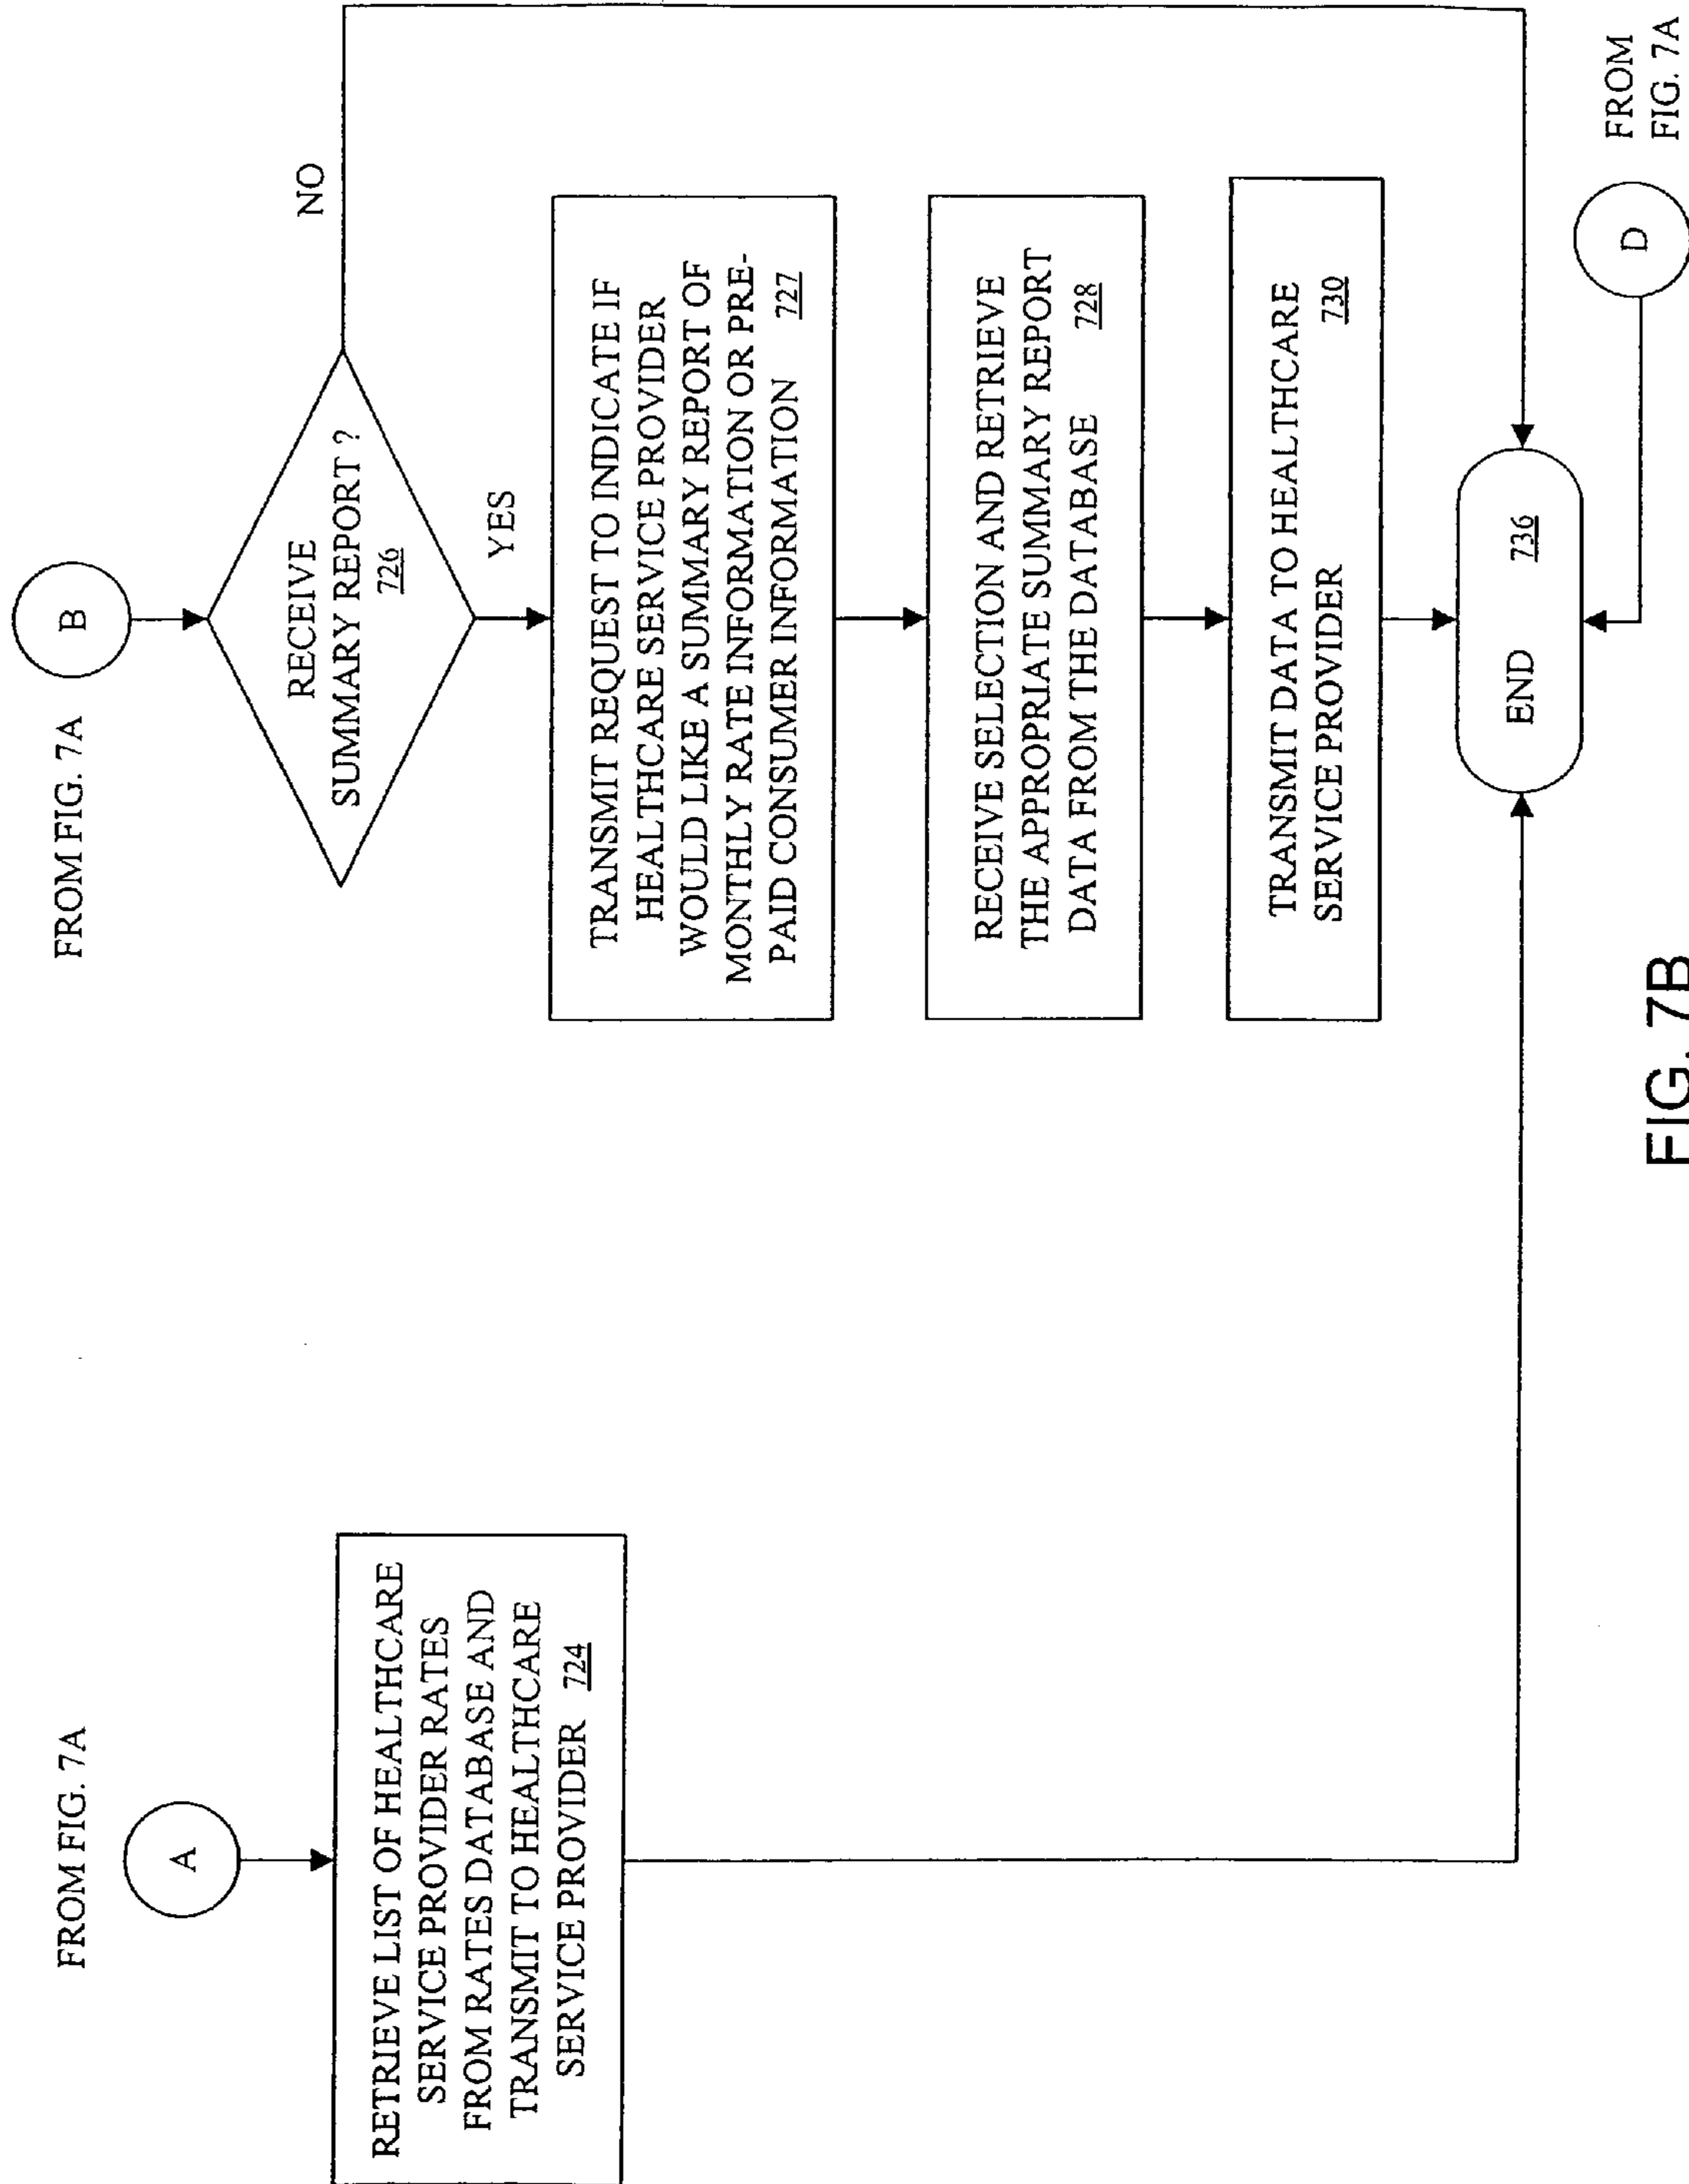 FROM FIG. 7A
A
RETRIEVE LIST OF HEALTHCARE
SERVICE PROVIDER RATES
FROM RATES DATABASE AND
TRANSMIT TO HEALTHCARE
SERVICE PROVIDER 724
FROM FIG. 7A
B
RECEIVE
SUMMARY REPORT ?
726
NO
YES
TRANSMIT REQUEST TO INDICATE IF
HEALTHCARE SERVICE PROVIDER
WOULD LIKE A SUMMARY REPORT OF
MONTHLY RATE INFORMATION OR PRE-
PAID CONSUMER INFORMATION 727
RECEIVE SELECTION AND RETRIEVE
THE APPROPRIATE SUMMARY REPORT
DATA FROM THE DATABASE 728
TRANSMIT DATA TO HEALTHCARE
SERVICE PROVIDER 730
END 736
D
FROM
FIG. 7A
FIG. 7B